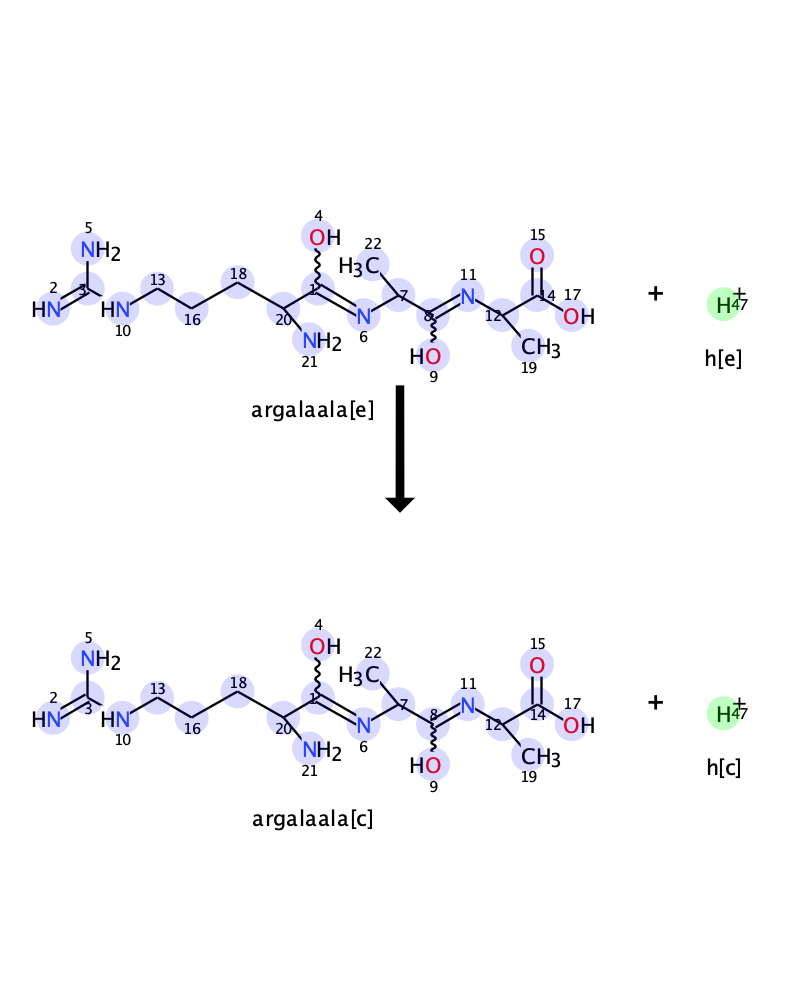 4
OH
5
NH2
22
H3C
15
O
2
HN
3
HN
10
13
16
18
20
1
N
6
NH2
21
7
8
HO
9
11
N
12
14
17
OH
CH3
19
+
H+
47
h[e]
argalaala[e]
4
OH
5
NH2
22
H3C
15
O
2
HN
3
HN
10
13
16
18
20
1
N
6
NH2
21
7
8
HO
9
11
N
12
14
17
OH
CH3
19
+
H+
47
h[c]
argalaala[c]